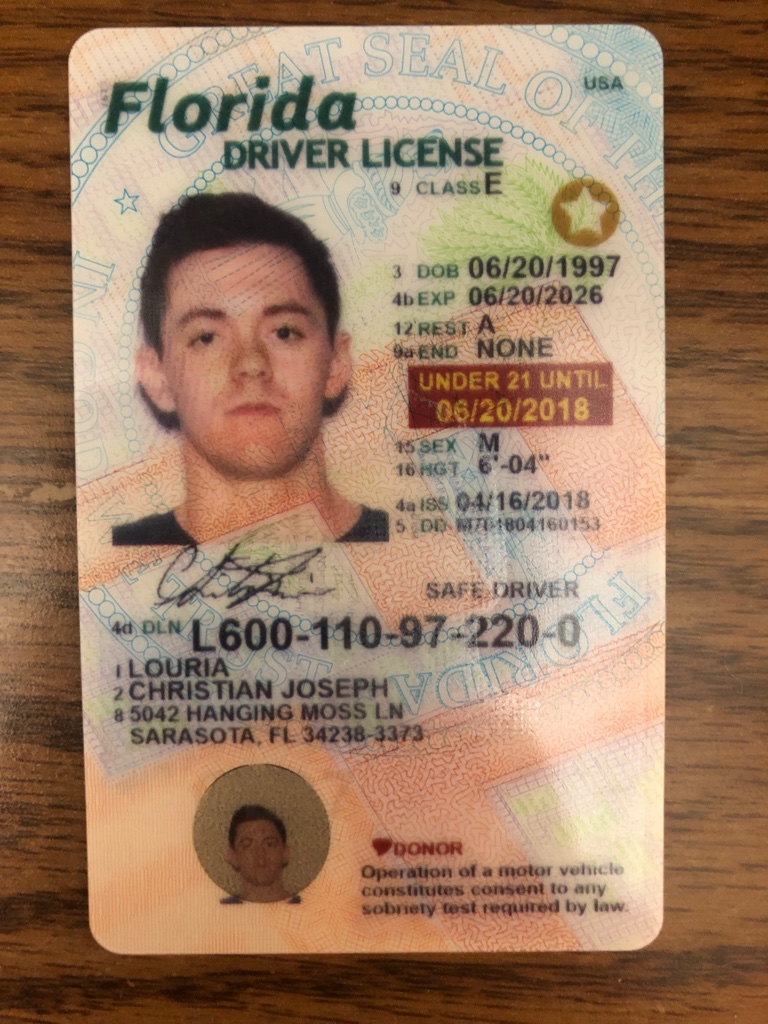 GREAT SEAL OF
USA
Florida
DRIVER LICENSE
9 CLASS E
3 DOB 06/20/1997
4b EXP 06/20/2026
12 REST A
9a END NONE
UNDER 21 UNTIL
06/20/2018
15 SEX M
16 HGT 6'-04"
4a ISS 04/16/2018
5 DD
SAFE DRIVER
4d DLN L600-110-97-220-0
1 LOURIA
2 CHRISTIAN JOSEPH
8 5042 HANGING MOSS LN
SARASOTA, FL 34238-3373
FLORIDA
DONOR
Operation of a motor vehicle
constitutes consent to any
sobriety test required by law.